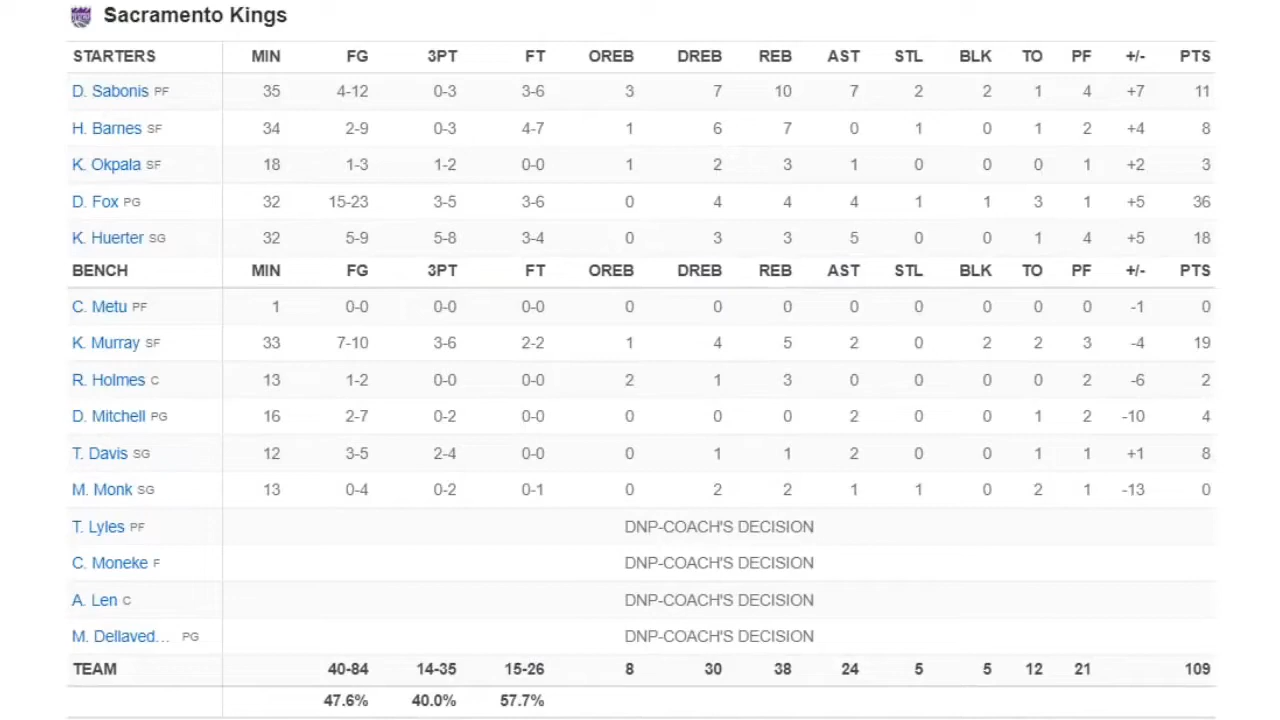 Sacramento Kings
STARTERS MIN FG 3PT FT OREB DREB REB AST STL BLK TO PF +/- PTS
D. Sabonis PF 35 4-12 0-3 3-6 3 7 10 7 2 2 1 4 +7 11
H. Barnes SF 34 2-9 0-3 4-7 1 6 7 0 1 0 1 2 +4 8
K. Okpala SF 18 1-3 1-2 0-0 1 2 3 1 0 0 0 1 +2 3
D. Fox PG 32 15-23 3-5 3-6 0 4 4 4 1 1 3 1 +5 36
K. Huerter SG 32 5-9 5-8 3-4 0 3 3 5 0 0 1 4 +5 18
BENCH MIN FG 3PT FT OREB DREB REB AST STL BLK TO PF +/- PTS
C. Metu PF 1 0-0 0-0 0-0 0 0 0 0 0 0 0 0 -1 0
K. Murray SF 33 7-10 3-6 2-2 1 4 5 2 0 2 2 3 -4 19
R. Holmes C 13 1-2 0-0 0-0 2 1 3 0 0 0 0 2 -6 2
D. Mitchell PG 16 2-7 0-2 0-0 0 0 0 2 0 0 1 2 -10 4
T. Davis SG 12 3-5 2-4 0-0 0 1 1 2 0 0 1 1 +1 8
M. Monk SG 13 0-4 0-2 0-1 0 2 2 1 1 0 2 1 -13 0
T. Lyles PF DNP-COACH'S DECISION
C. Moneke F DNP-COACH'S DECISION
A. Len C DNP-COACH'S DECISION
M. Dellaved... PG DNP-COACH'S DECISION
TEAM 40-84 14-35 15-26 8 30 38 24 5 5 12 21 109
47.6% 40.0% 57.7%